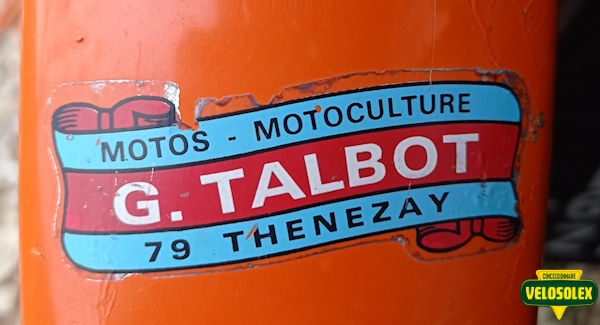 MOTOS - MOTOCULTURE
G. TALBOT
79 THENEZAY
CONCESSIONNAIRE
VELOSOLEX